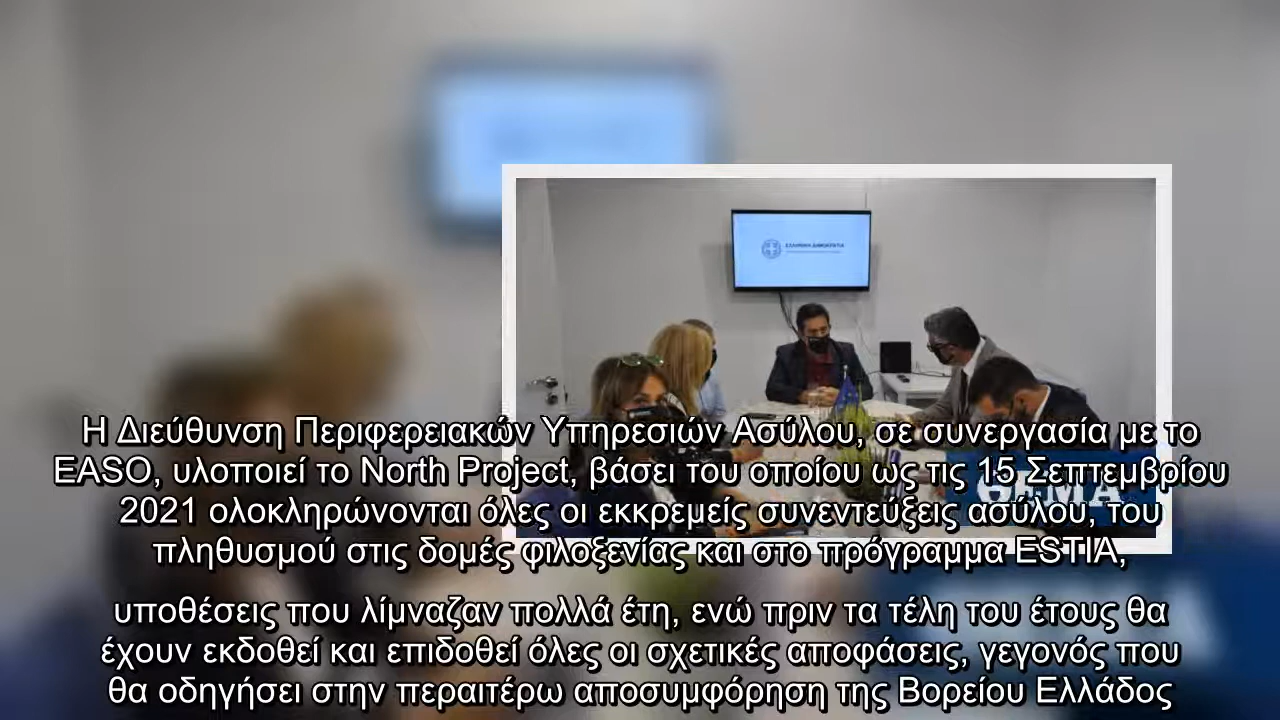 ΕΛΛΗΝΙΚΗ ΔΗΜΟΚΡΑΤΙΑ
Η Διεύθυνση Περιφερειακών Υπηρεσιών Ασύλου, σε συνεργασία με το
EASO, υλοποιεί το North Project, βάσει του οποίου ως τις 15 Σεπτεμβρίου
ΘΕΜΑ
2021 ολοκληρώνονται όλες οι εκκρεμείς συνεντεύξεις ασύλου, του
πληθυσμού στις δομές φιλοξενίας και στο πρόγραμμα ESTIA,
υποθέσεις που λίμναζαν πολλά έτη, ενώ πριν τα τέλη του έτους θα
έχουν εκδοθεί και επιδοθεί όλες οι σχετικές αποφάσεις, γεγονός που
θα οδηγήσει στην περαιτέρω αποσυμφόρηση της Βορείου Ελλάδος